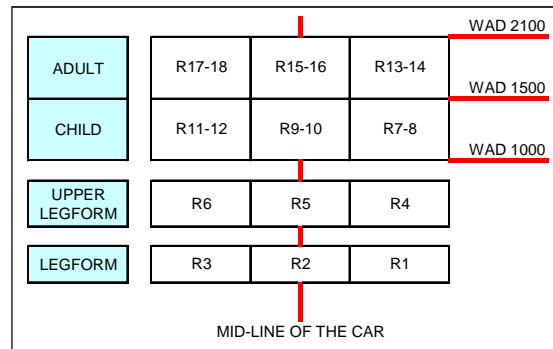 WAD 2100
ADULT
R17-18
R15-16
R13-14
WAD 1500
CHILD
R11-12
R9-10
R7-8
WAD 1000
UPPER
LEGFORM
R6
R5
R4
LEGFORM
R3
R2
R1
MID-LINE OF THE CAR